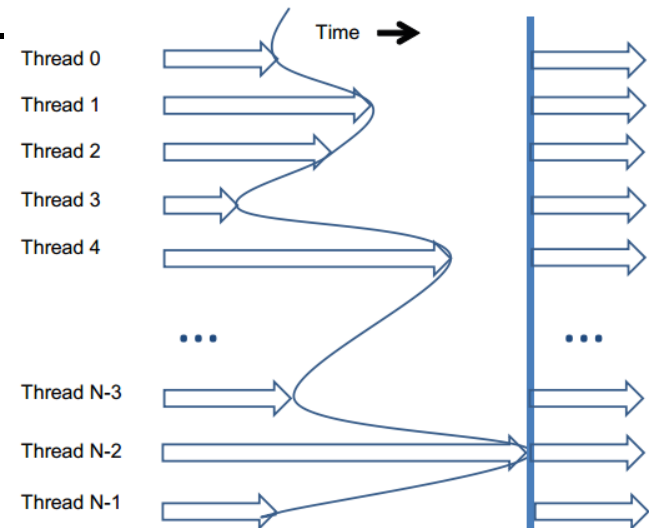 Time
Thread 0
Thread 1
Thread 2
Thread 3
Thread 4
... ...
Thread N-3
Thread N-2
Thread N-1